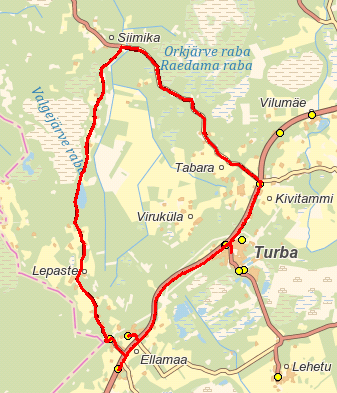 Siimika
Orkjärve raba
Raedama raba
Valgejärve raba
Vilumäe
Tabara
Kivitammi
Viruküla
Turba
Lepaste
Ellamaa
Lehetu